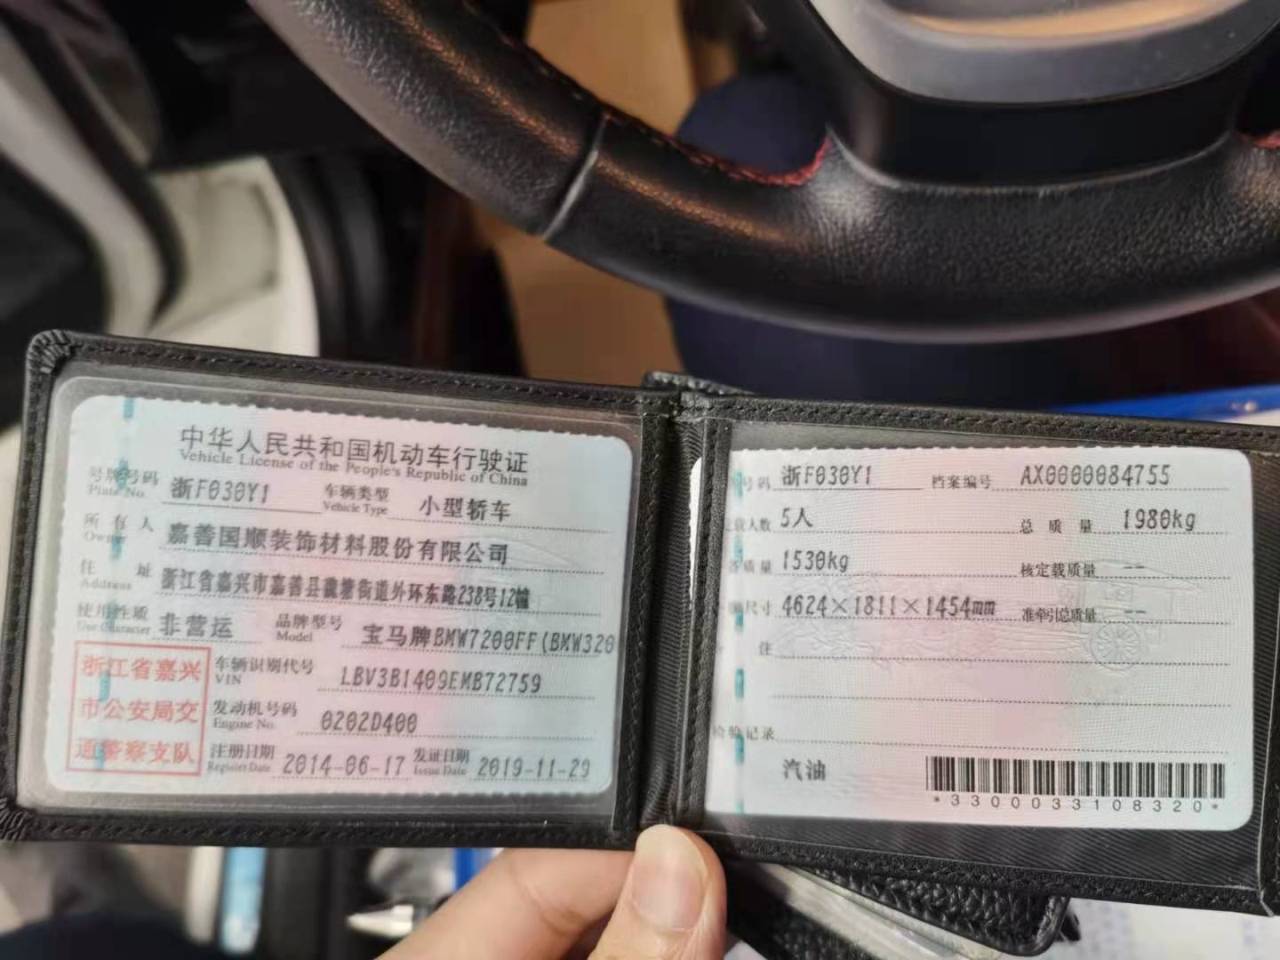 中华人民共和国机动车行驶证
Vehicle License of the People's Republic of China
号牌号码 浙F030Y1 车辆类型 小型轿车
Plate No. Vehicle Type
所有人 嘉善国顺装饰材料股份有限公司
Owner
住址 浙江省嘉兴市嘉善县魏塘街道外环东路238号12幢
Address
使用性质 非营运 品牌型号 宝马牌BMW7200FF(BMW320
Use Character Model
浙江省嘉兴
市公安局交
通警察支队
车辆识别代号 LBV3B1409EMB72759
VIN
发动机号码 0202D400
Engine No.
注册日期 2014-06-17 发证日期 2019-11-29
Register Date Issue Date
号码 浙F030Y1 档案编号 AX0000084755
载人数 5人 总质量 1980kg
质量 1530kg 核定载质量 --
尺寸 4624×1811×1454mm 准牵引总质量 --
注
检验记录
汽油
*3300033108320*